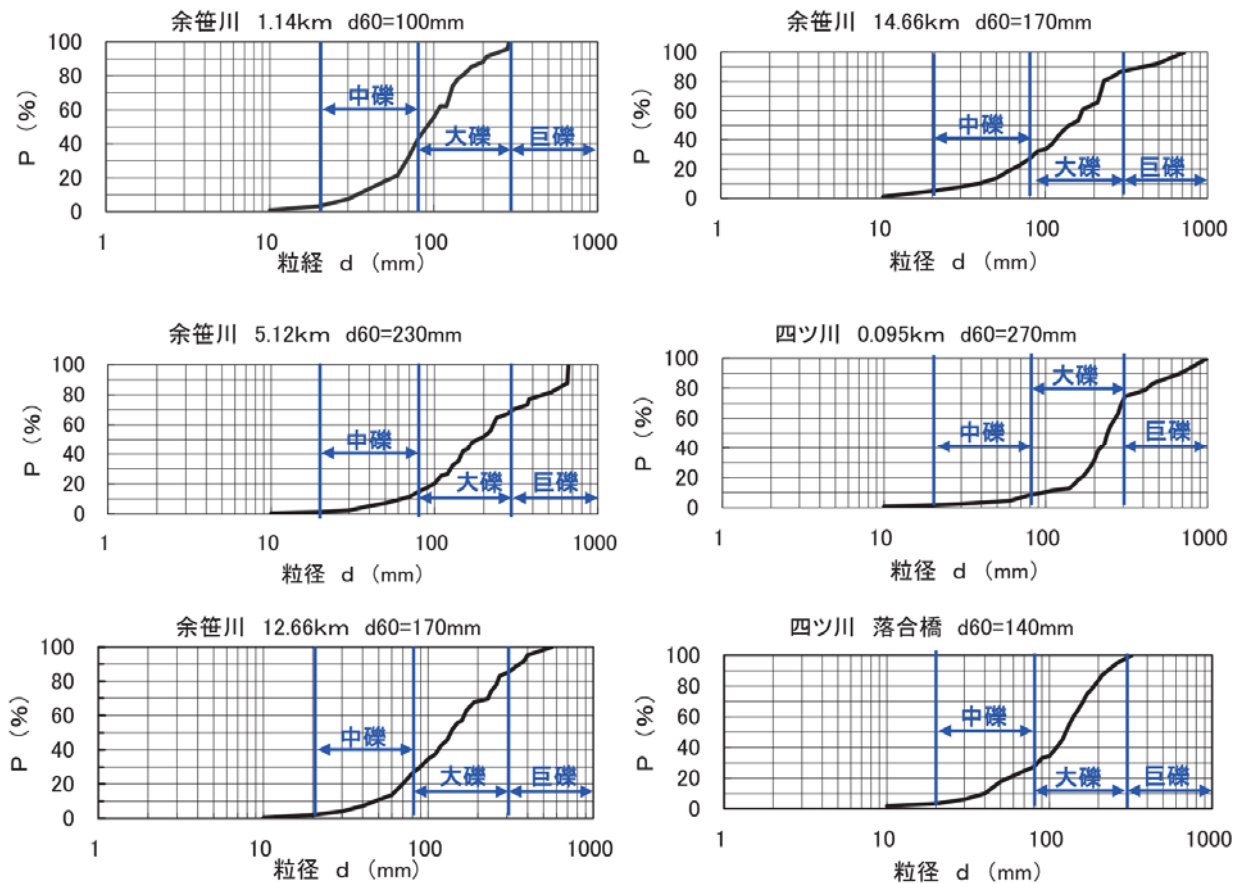 余笹川 1.14km d60=100mm
100
80
60
40
20
0
P (%)
中礫
大礫
巨礫
1 10 100 1000
粒経 d (mm)
余笹川 14.66km d60=170mm
100
80
60
40
20
0
P (%)
中礫
大礫
巨礫
1 10 100 1000
粒径 d (mm)
余笹川 5.12km d60=230mm
100
80
60
40
20
0
P (%)
中礫
大礫
巨礫
1 10 100 1000
粒径 d (mm)
四ツ川 0.095km d60=270mm
100
80
60
40
20
0
P (%)
大礫
中礫
巨礫
1 10 100 1000
粒径 d (mm)
余笹川 12.66km d60=170mm
100
80
60
40
20
0
P (%)
中礫
大礫
巨礫
1 10 100 1000
粒径 d (mm)
四ツ川 落合橋 d60=140mm
100
80
60
40
20
0
P (%)
中礫
大礫
巨礫
1 10 100 1000
粒径 d (mm)